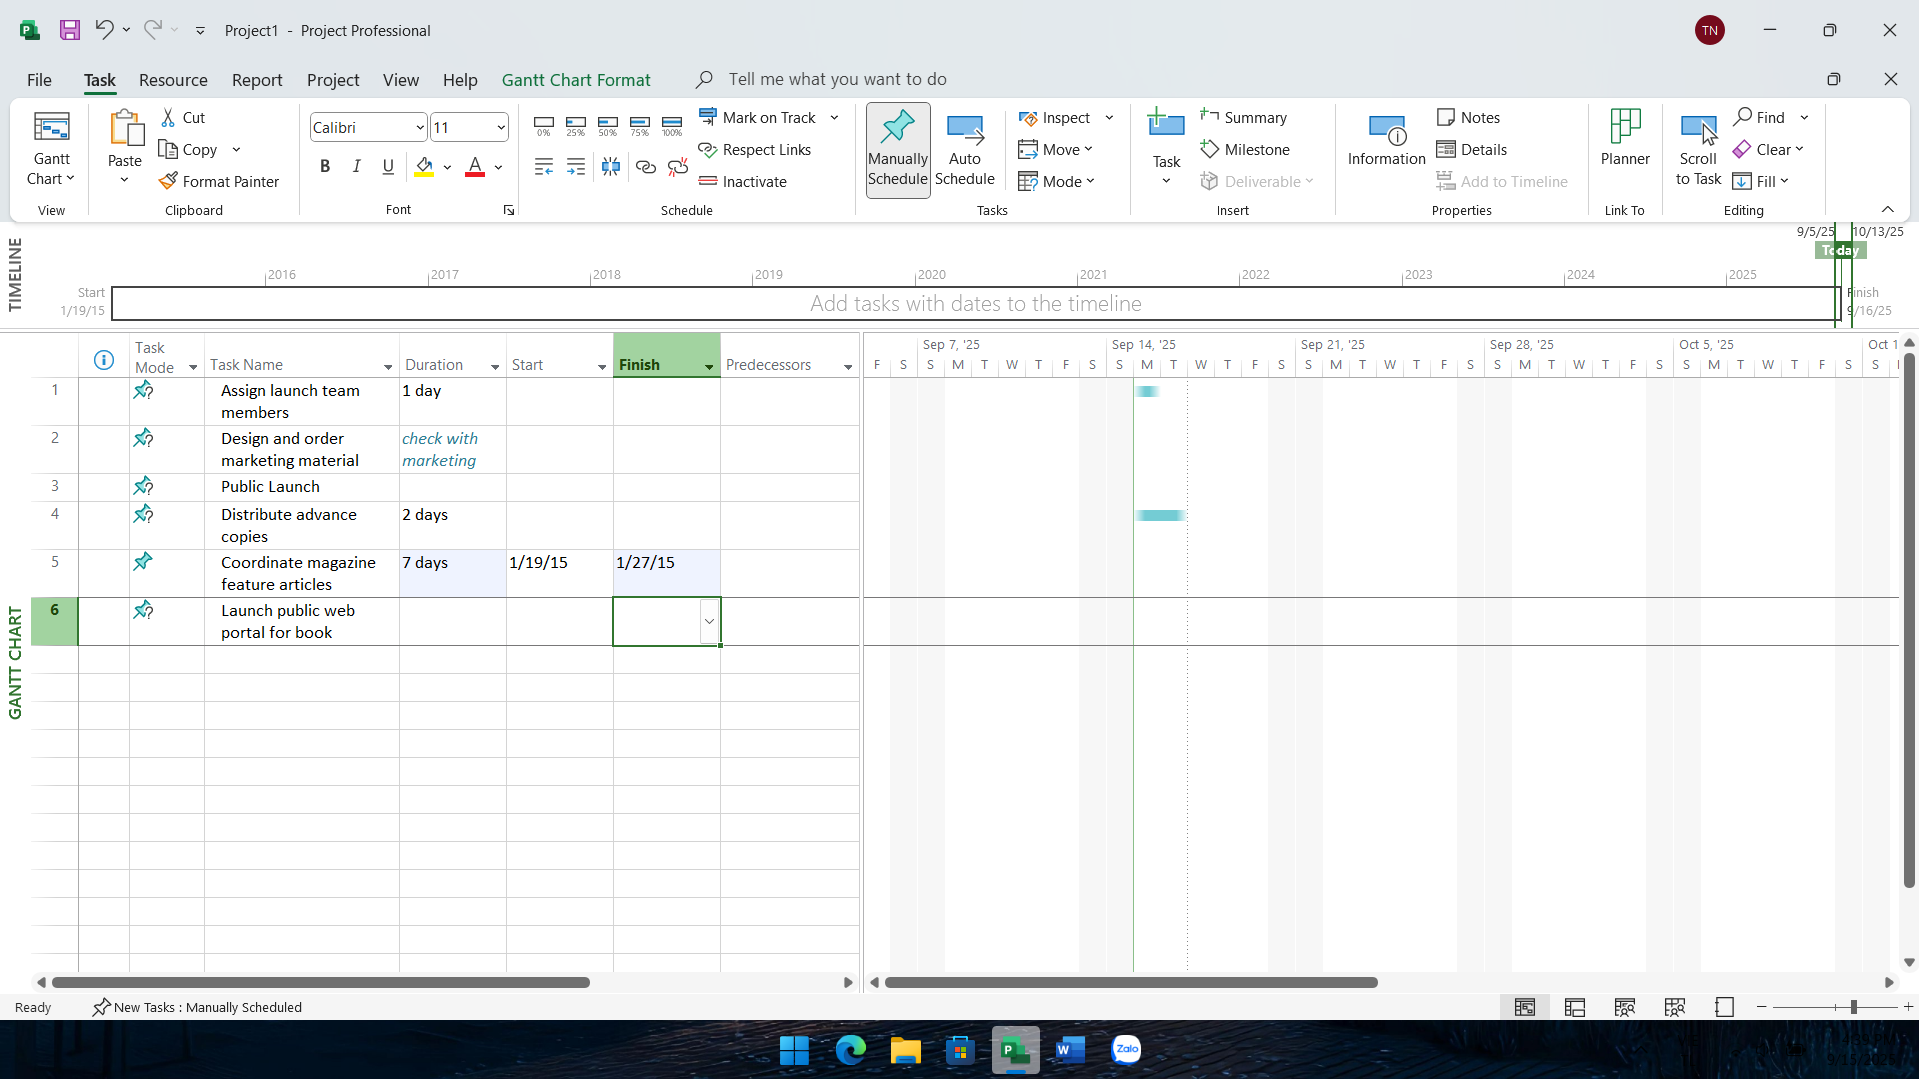 Project1 - Project Professional
TN
File Task Resource Report Project View Help Gantt Chart Format Tell me what you want to do
Gantt Chart
View
Paste
Cut
Copy
Format Painter
Clipboard
Calibri 11
B I U A
Font
0% 25% 50% 75% 100%
Mark on Track
Respect Links
Inactivate
Schedule
Manually Schedule
Auto Schedule
Inspect
Move
Mode
Tasks
Task
Summary
Milestone
Deliverable
Insert
Information
Notes
Details
Add to Timeline
Properties
Planner
Link To
Scroll to Task
Find
Clear
Fill
Editing
TIMELINE
9/5/25 10/13/25
Today
2016 2017 2018 2019 2020 2021 2022 2023 2024 2025
Start
1/19/15
Add tasks with dates to the timeline
Finish
9/16/25
GANTT CHART
Task Mode Task Name Duration Start Finish Predecessors
1 Assign launch team members 1 day
2 Design and order marketing material check with marketing
3 Public Launch
4 Distribute advance copies 2 days
5 Coordinate magazine feature articles 7 days 1/19/15 1/27/15
6 Launch public web portal for book
Sep 7, '25 Sep 14, '25 Sep 21, '25 Sep 28, '25 Oct 5, '25 Oct 1
F S S M T W T F S S M T W T F S S M T W T F S S M T W T F S S M T W T F S S
Ready New Tasks : Manually Scheduled
Zalo